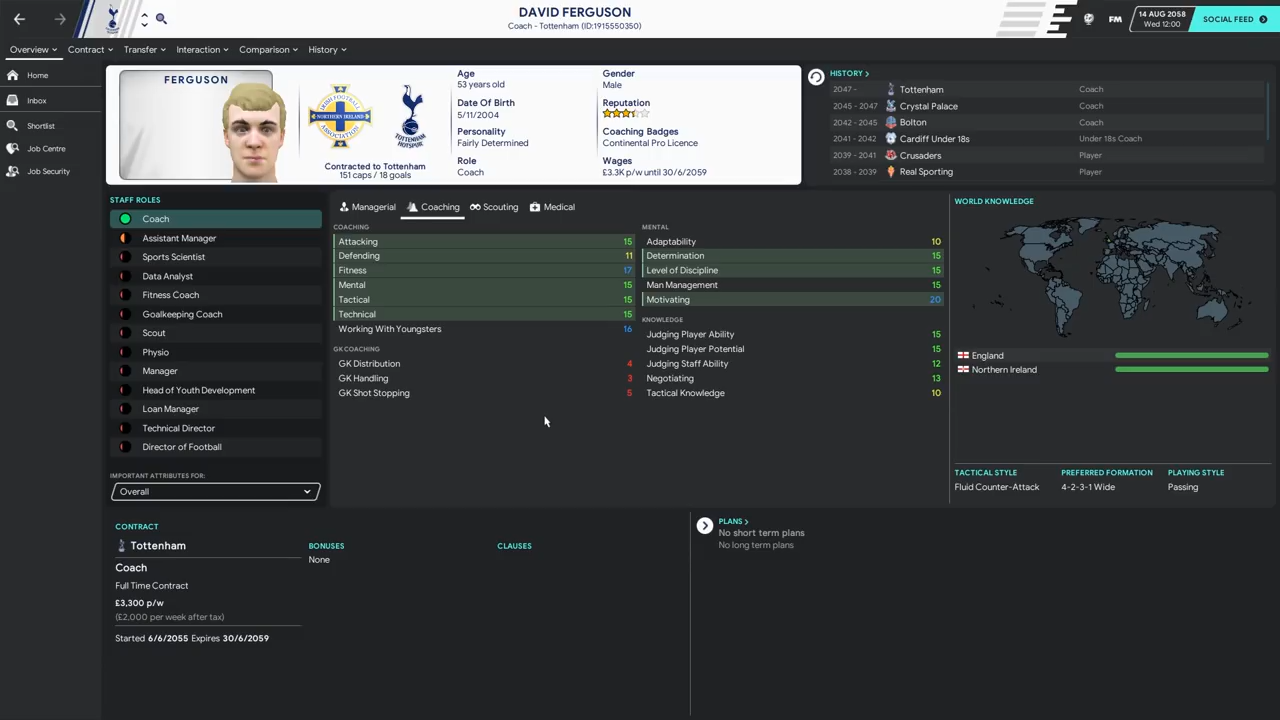 DAVID FERGUSON
Coach - Tottenham (ID:1915550350)
14 AUG 2058
Wed 12:00
FM
SOCIAL FEED
Overview
Contract
Transfer
Interaction
Comparison
History
Home
Inbox
Shortlist
Job Centre
Job Security
FERGUSON
IRISH FOOTBALL
NORTHERN IRELAND
ASSOCIATION
TOTTENHAM
HOTSPUR
Contracted to Tottenham
151 caps / 18 goals
Age
53 years old
Date Of Birth
5/11/2004
Personality
Fairly Determined
Role
Coach
Gender
Male
Reputation
Coaching Badges
Continental Pro Licence
Wages
£3.3K p/w until 30/6/2059
HISTORY
2047 - Tottenham Coach
2045 - 2047 Crystal Palace Coach
2042 - 2045 Bolton Coach
2041 - 2042 Cardiff Under 18s Under 18s Coach
2039 - 2041 Crusaders Player
2038 - 2039 Real Sporting Player
STAFF ROLES
Coach
Assistant Manager
Sports Scientist
Data Analyst
Fitness Coach
Goalkeeping Coach
Scout
Physio
Manager
Head of Youth Development
Loan Manager
Technical Director
Director of Football
IMPORTANT ATTRIBUTES FOR:
Overall
Managerial
Coaching
Scouting
Medical
COACHING
Attacking 15
Defending 11
Fitness 17
Mental 15
Tactical 15
Technical 15
Working With Youngsters 16
GK COACHING
GK Distribution 4
GK Handling 3
GK Shot Stopping 5
MENTAL
Adaptability 10
Determination 15
Level of Discipline 15
Man Management 15
Motivating 20
KNOWLEDGE
Judging Player Ability 15
Judging Player Potential 15
Judging Staff Ability 12
Negotiating 13
Tactical Knowledge 10
WORLD KNOWLEDGE
England
Northern Ireland
TACTICAL STYLE
Fluid Counter-Attack
PREFERRED FORMATION
4-2-3-1 Wide
PLAYING STYLE
Passing
CONTRACT
Tottenham
Coach
Full Time Contract
£3,300 p/w
(£2,000 per week after tax)
Started 6/6/2055 Expires 30/6/2059
BONUSES
None
CLAUSES
PLANS
No short term plans
No long term plans